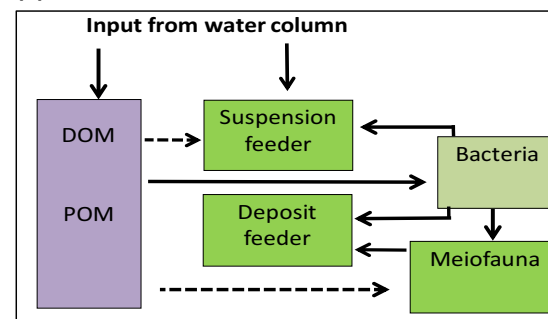 Input from water column
DOM
POM
Suspension
feeder
Bacteria
Deposit
feeder
Meiofauna